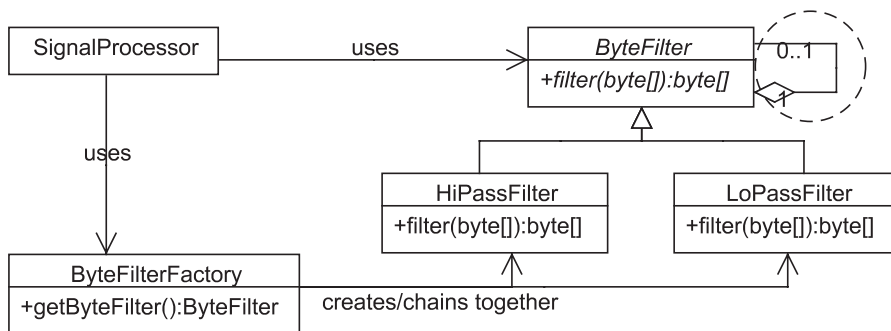 SignalProcessor
uses
ByteFilter
+filter(byte[]):byte[]
0..1
1
uses
HiPassFilter
+filter(byte[]):byte[]
LoPassFilter
+filter(byte[]):byte[]
ByteFilterFactory
+getByteFilter():ByteFilter
creates/chains together